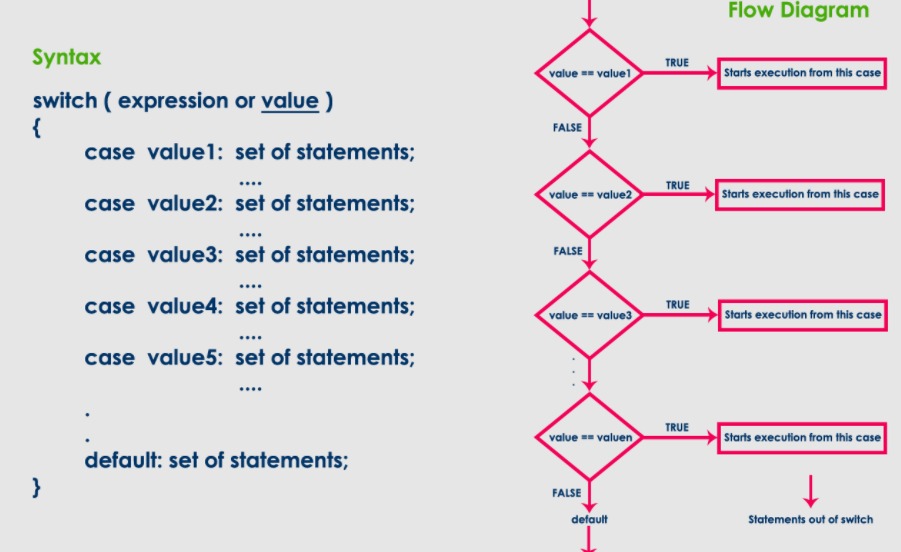 Syntax
switch ( expression or value )
{
case value1: set of statements;
....
case value2: set of statements;
....
case value3: set of statements;
....
case value4: set of statements;
....
case value5: set of statements;
....
.
.
default: set of statements;
}
Flow Diagram
value == value1
TRUE
Starts execution from this case
FALSE
value == value2
TRUE
Starts execution from this case
FALSE
value == value3
TRUE
Starts execution from this case
.
.
.
value == valuen
TRUE
Starts execution from this case
FALSE
default
Statements out of switch